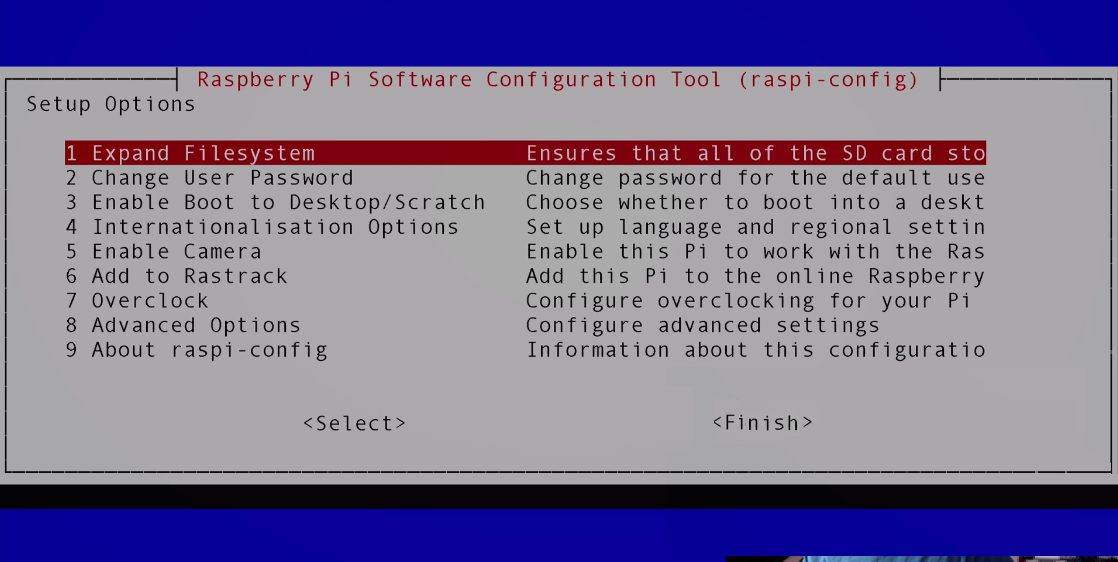 Raspberry Pi Software Configuration Tool (raspi-config)
Setup Options
1 Expand Filesystem Ensures that all of the SD card sto
2 Change User Password Change password for the default use
3 Enable Boot to Desktop/Scratch Choose whether to boot into a deskt
4 Internationalisation Options Set up language and regional settin
5 Enable Camera Enable this Pi to work with the Ras
6 Add to Rastrack Add this Pi to the online Raspberry
7 Overclock Configure overclocking for your Pi
8 Advanced Options Configure advanced settings
9 About raspi-config Information about this configuratio
<Select> <Finish>